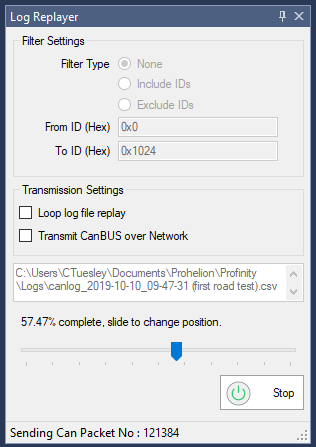 Log Replayer
Filter Settings
Filter Type
None
Include IDs
Exclude IDs
From ID (Hex)
0x0
To ID (Hex)
0x1024
Transmission Settings
Loop log file replay
Transmit CanBUS over Network
C:\Users\CTuesley\Documents\Prohelion\Profinity
\Logs\canlog_2019-10-10_09-47-31 (first road test).csv
57.47% complete, slide to change position.
Stop
Sending Can Packet No : 121384